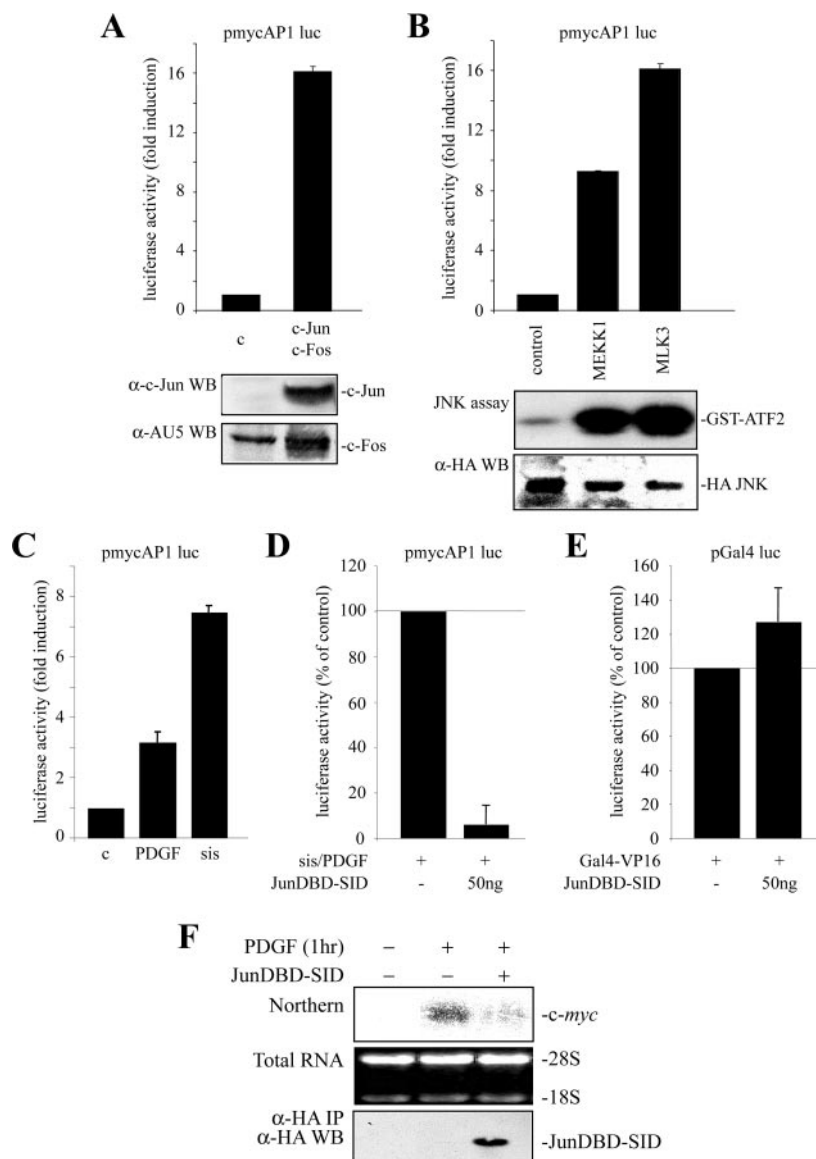 A
pmycAP1 luc
luciferase activity (fold induction)
16
12
8
4
0
c
c-Jun
c-Fos
α-c-Jun WB
-c-Jun
α-AU5 WB
-c-Fos
B
pmycAP1 luc
luciferase activity (fold induction)
16
12
8
4
0
control
MEKK1
MLK3
JNK assay
-GST-ATF2
α-HA WB
-HA JNK
C
pmycAP1 luc
luciferase activity (fold induction)
8
6
4
2
0
c PDGF sis
D
pmycAP1 luc
luciferase activity (% of control)
120
100
80
60
40
20
0
sis/PDGF + +
JunDBD-SID - 50ng
E
pGal4 luc
luciferase activity (% of control)
160
140
120
100
80
60
40
20
0
Gal4-VP16 + +
JunDBD-SID - 50ng
F
PDGF (1hr) – + +
JunDBD-SID – – +
Northern
-c-myc
Total RNA
-28S
-18S
α-HA IP
α-HA WB
-JunDBD-SID